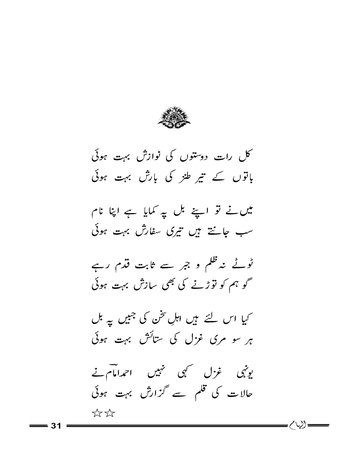 کل رات دوستوں کی نوازش بہت ہوئی
باتوں کے تیر طنز کی بارش بہت ہوئی
میں نے تو اپنے بل پہ کمایا ہے اپنا نام
سب جانتے ہیں تیری سفارش بہت ہوئی
ٹوٹے نہ ظلم و جبر سے ثابت قدم رہے
گو ہم کو توڑنے کی بھی سازش بہت ہوئی
کیا اس لئے ہیں اہلِ سخن کی جبیں پہ بل
ہر سو مری غزل کی ستائش بہت ہوئی
یونہی غزل کہی نہیں احمدامامؔ نے
حالات کی قلم سے گزارش بہت ہوئی
☆☆
31